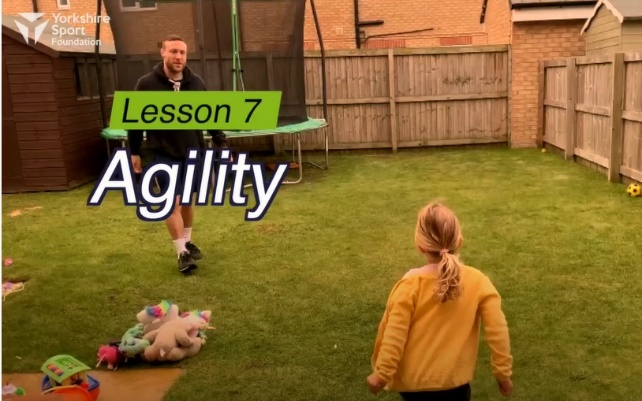 Yorkshire
Sport
Foundation
Lesson 7
Agility